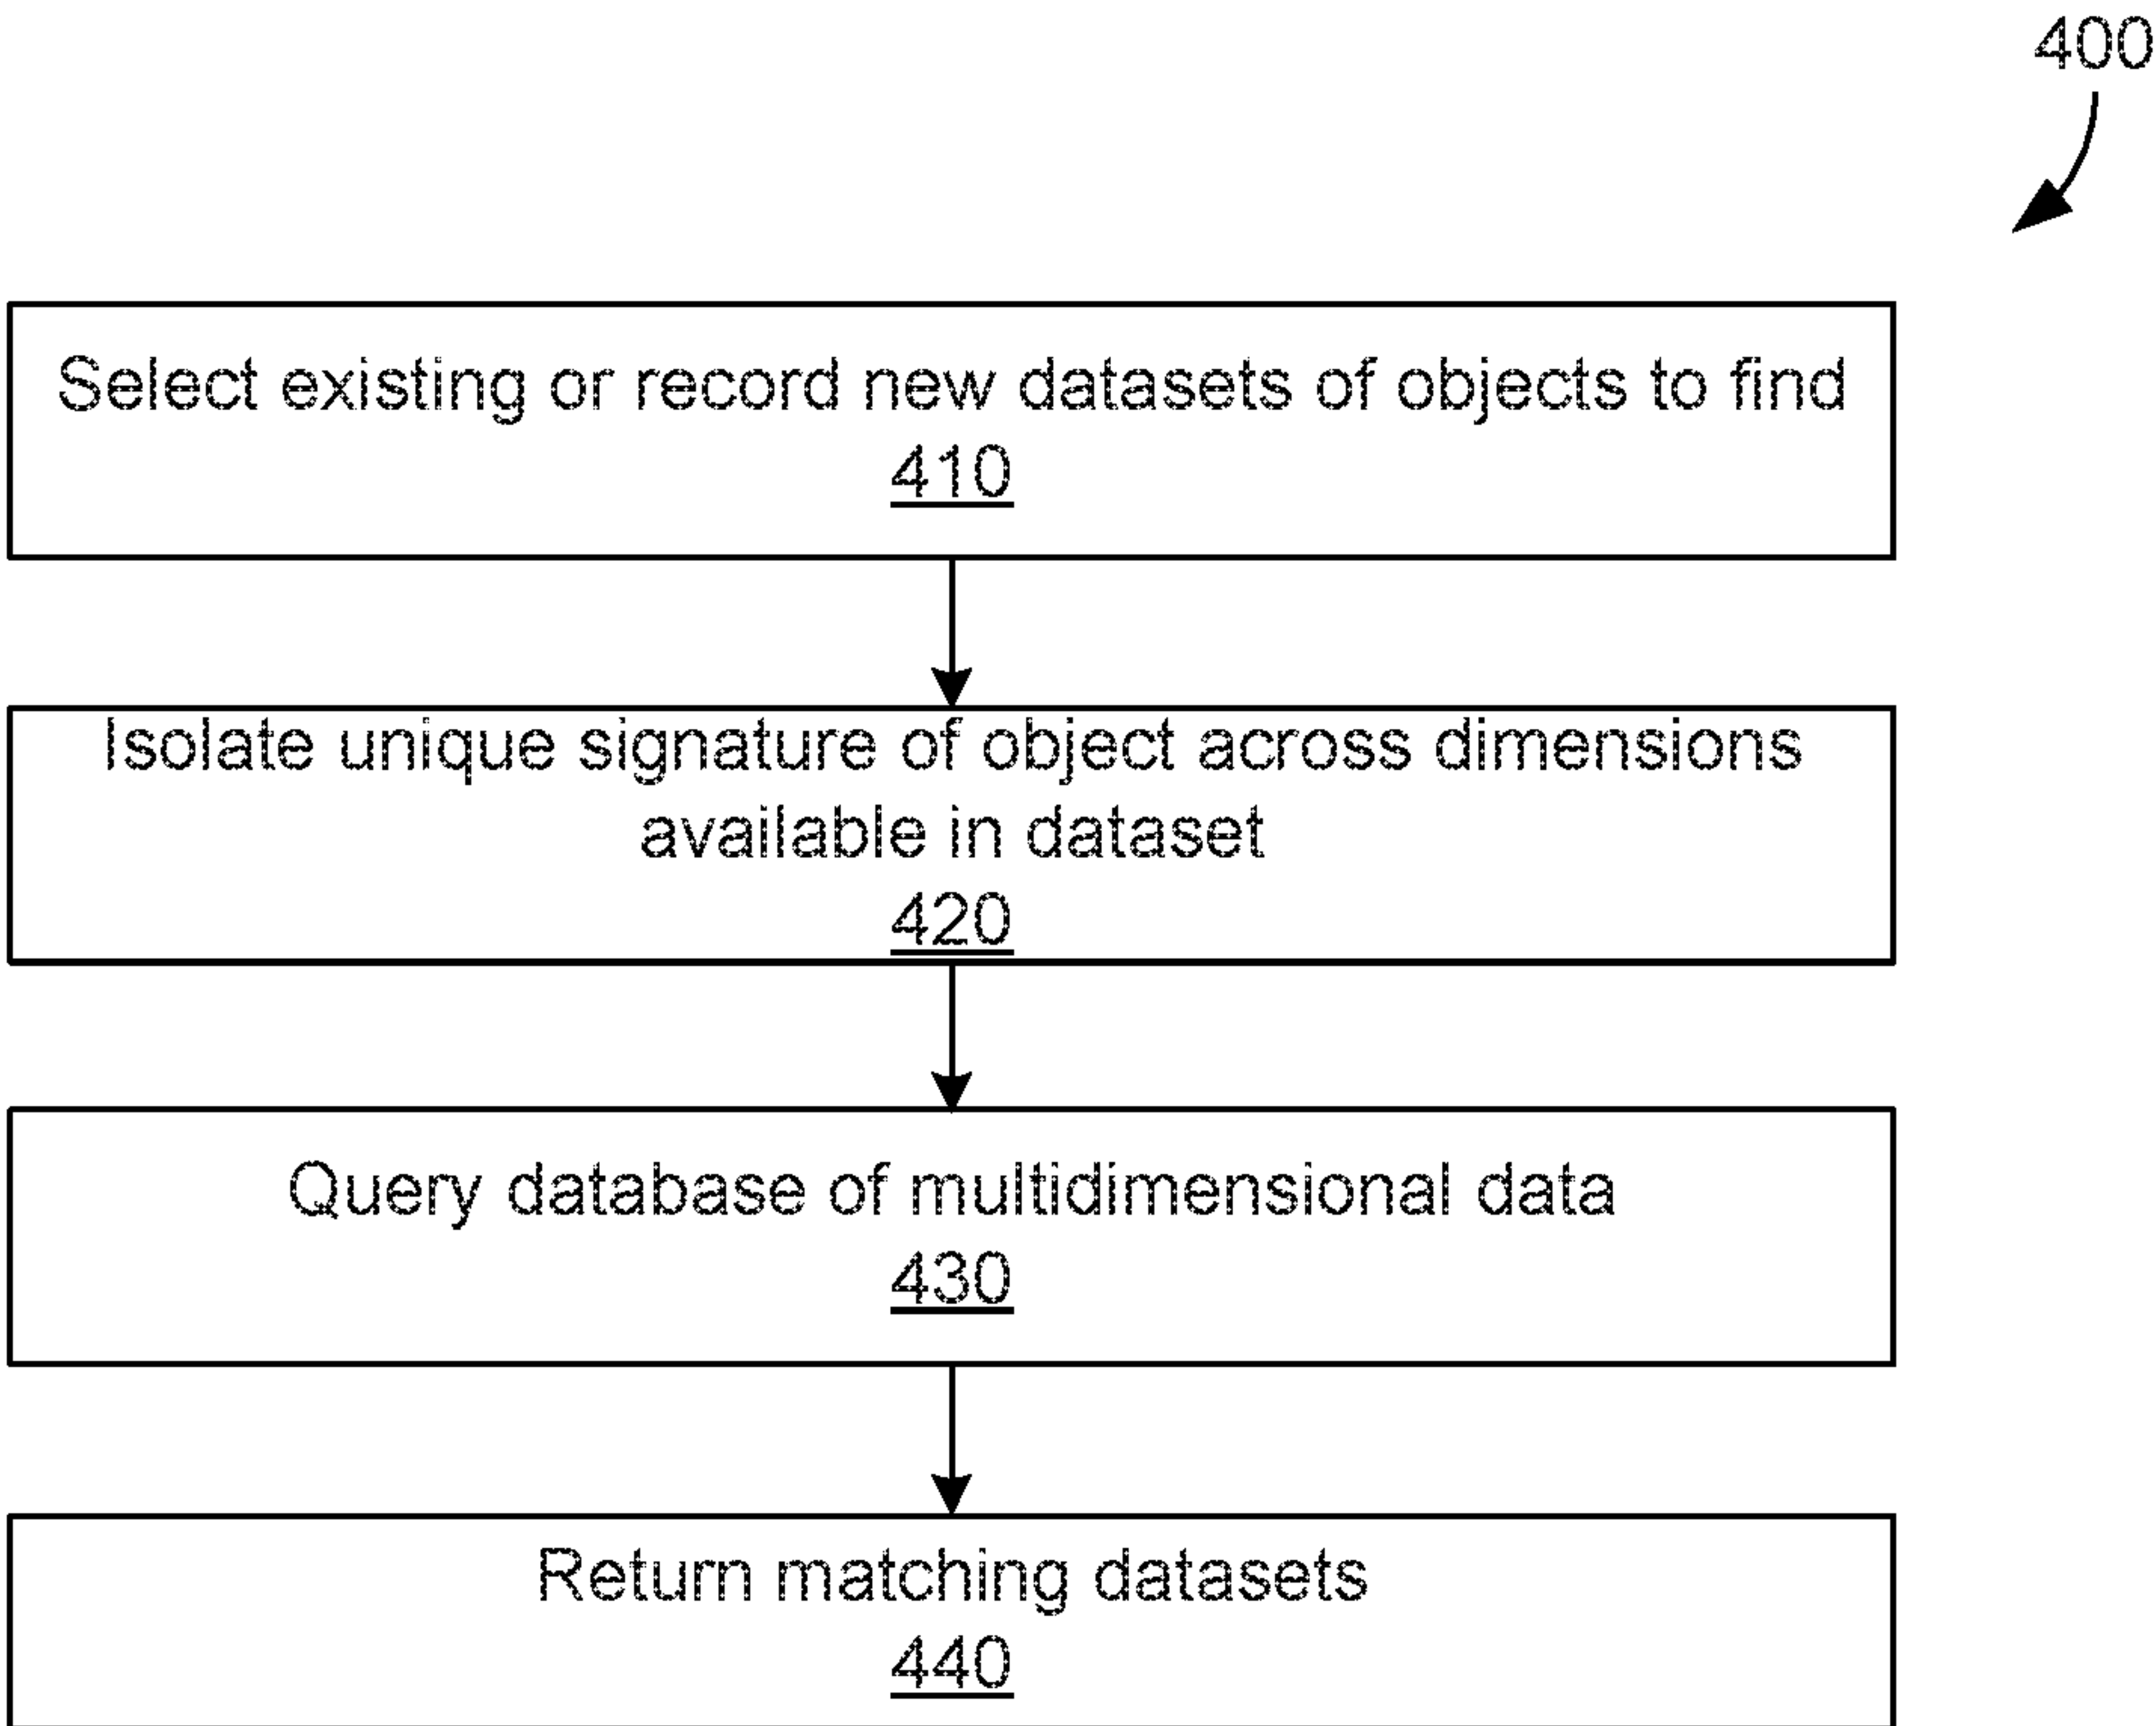 400
Select existing or record new datasets of objects to find
410
Isolate unique signature of object across dimensions
available in dataset
420
Query database of multidimensional data
430
Return matching datasets
440